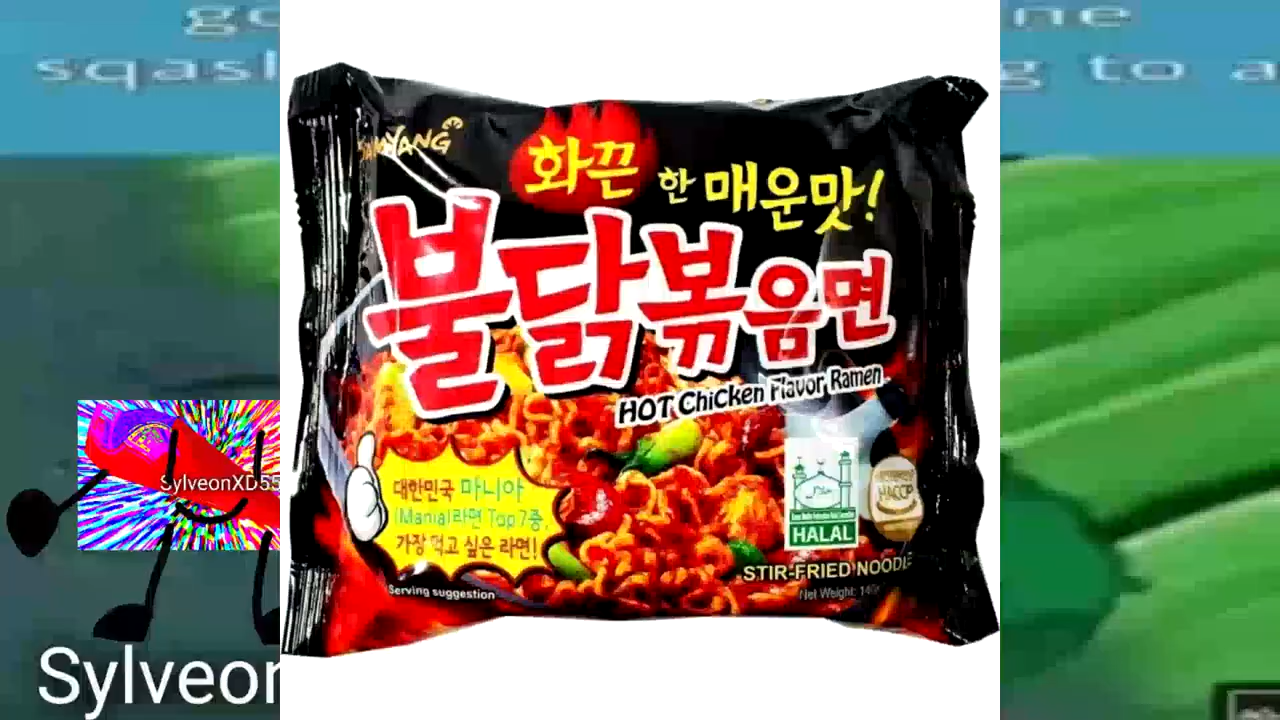 SAMYANG
화끈한 매운맛!
불닭볶음면
HOT Chicken Flavor Ramen
대한민국 마니아
(Mania)라면 Top 7종,
가장 먹고 싶은 라면!
HALAL
HACCP
STIR-FRIED NOODLE
Serving suggestion
Net Weight: 140
SylveonXD55
Sylveon
to a